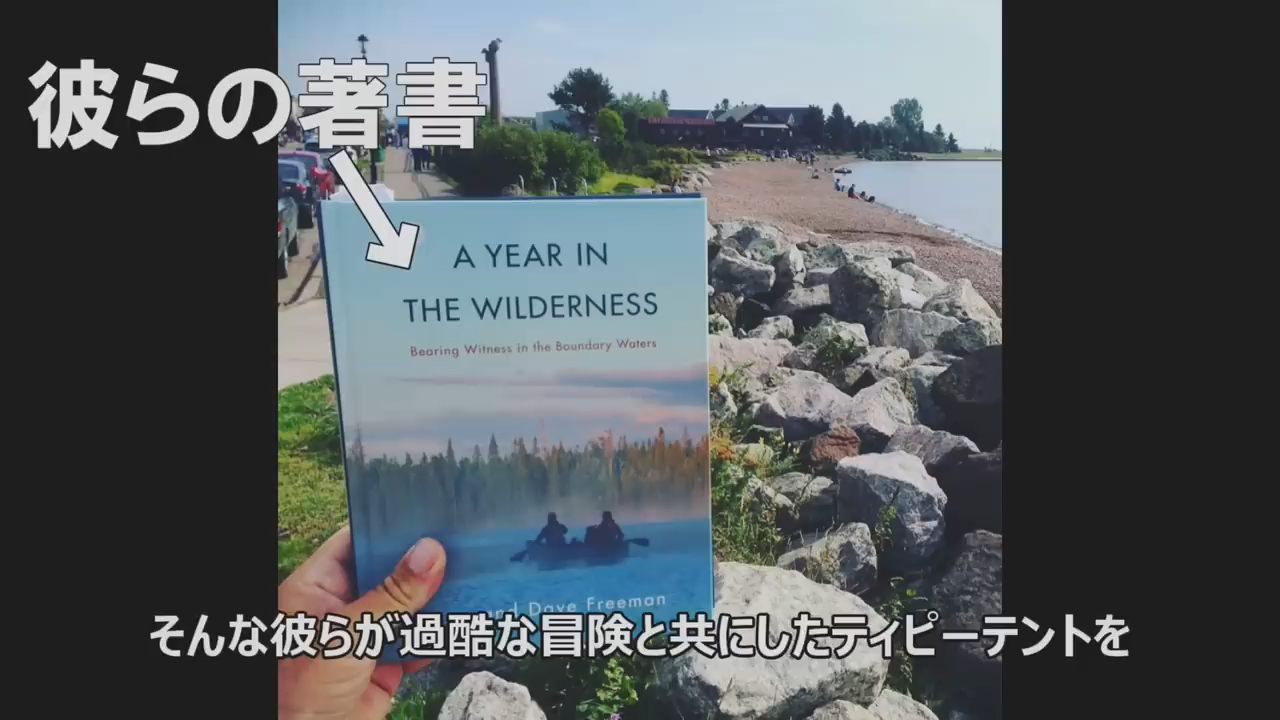 彼らの著書
A YEAR IN
THE WILDERNESS
Bearing Witness in the Boundary Waters
and Dave Freeman
そんな彼らが過酷な冒険と共にしたティピーテントを